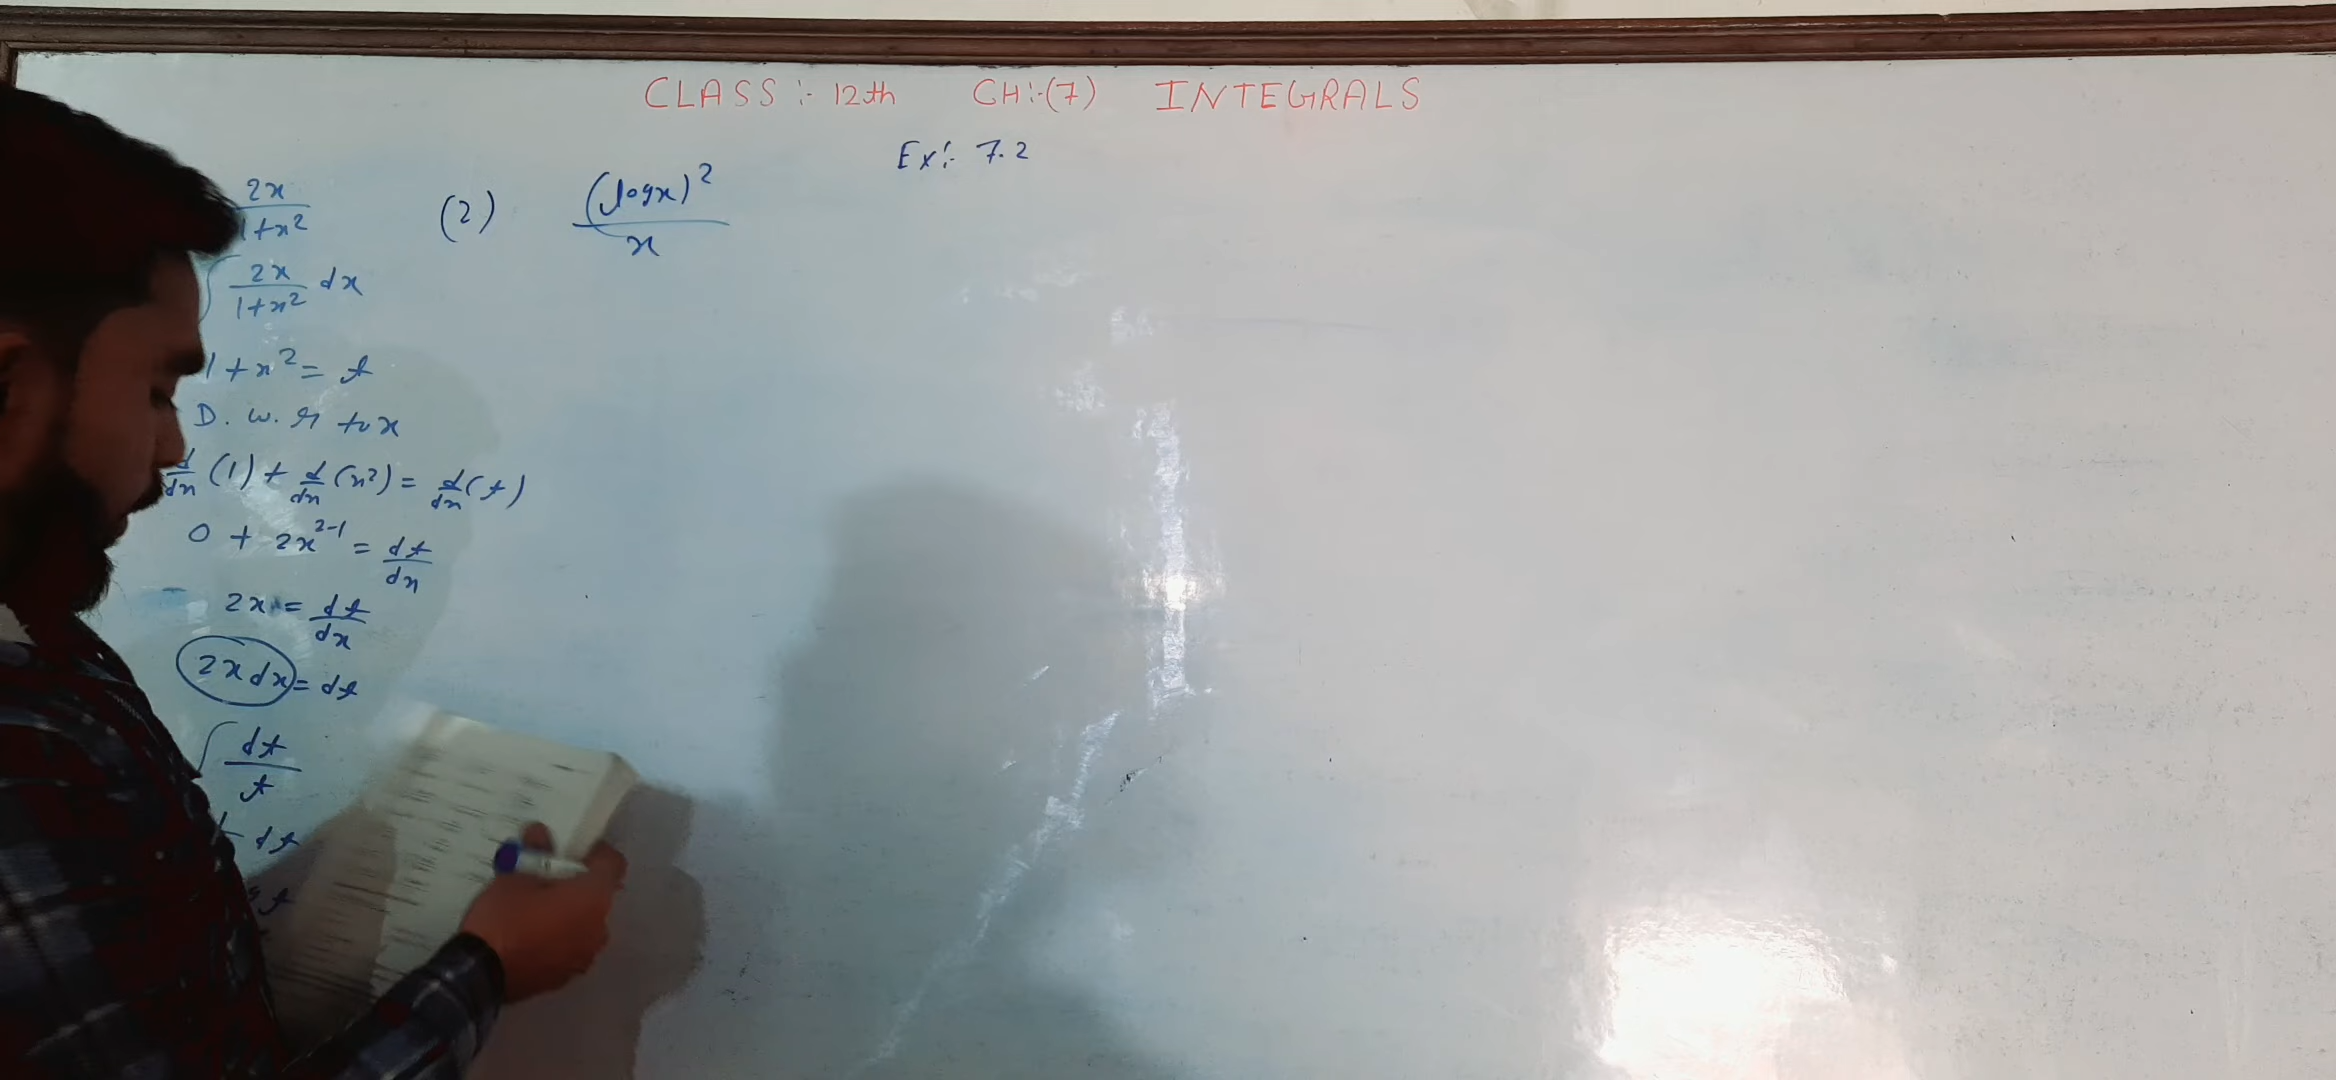 CLASS :- 12th CH:-(7) INTEGRALS
Ex:- 7.2
2x/1+x²
∫ 2x/1+x² dx
1+x² = t
D. w. r to x
d/dx (1) + d/dx (x²) = d/dx (t)
0 + 2x^2-1 = dt/dx
2x = dt/dx
2x dx = dt
∫ dt/t
dt
t
(2) (logx)²/x